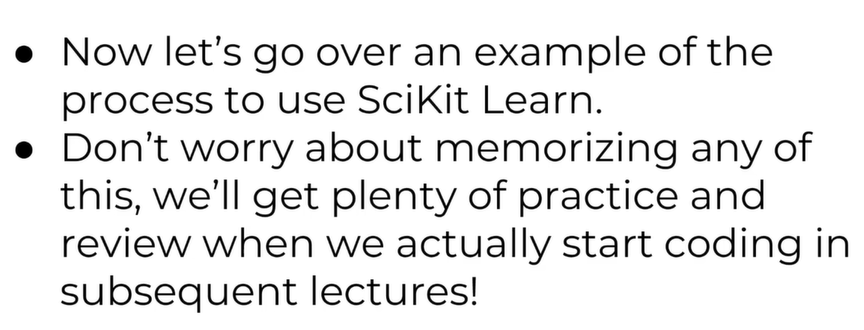 ● Now let's go over an example of the
process to use SciKit Learn.
● Don't worry about memorizing any of
this, we'll get plenty of practice and
review when we actually start coding in
subsequent lectures!